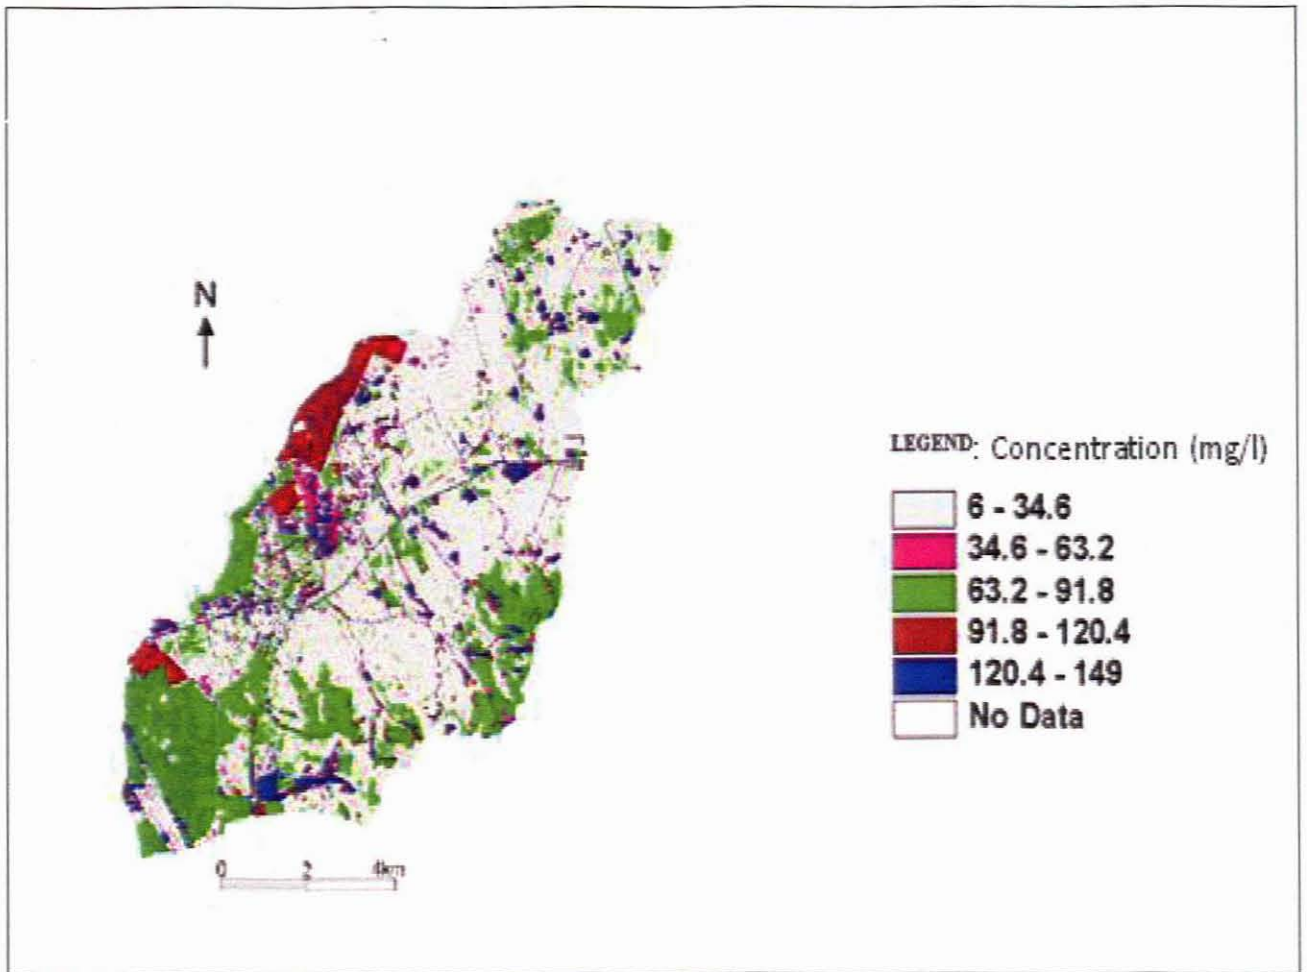 N
LEGEND: Concentration (mg/l)
6 - 34.6
34.6 - 63.2
63.2 - 91.8
91.8 - 120.4
120.4 - 149
No Data
0 2 4km